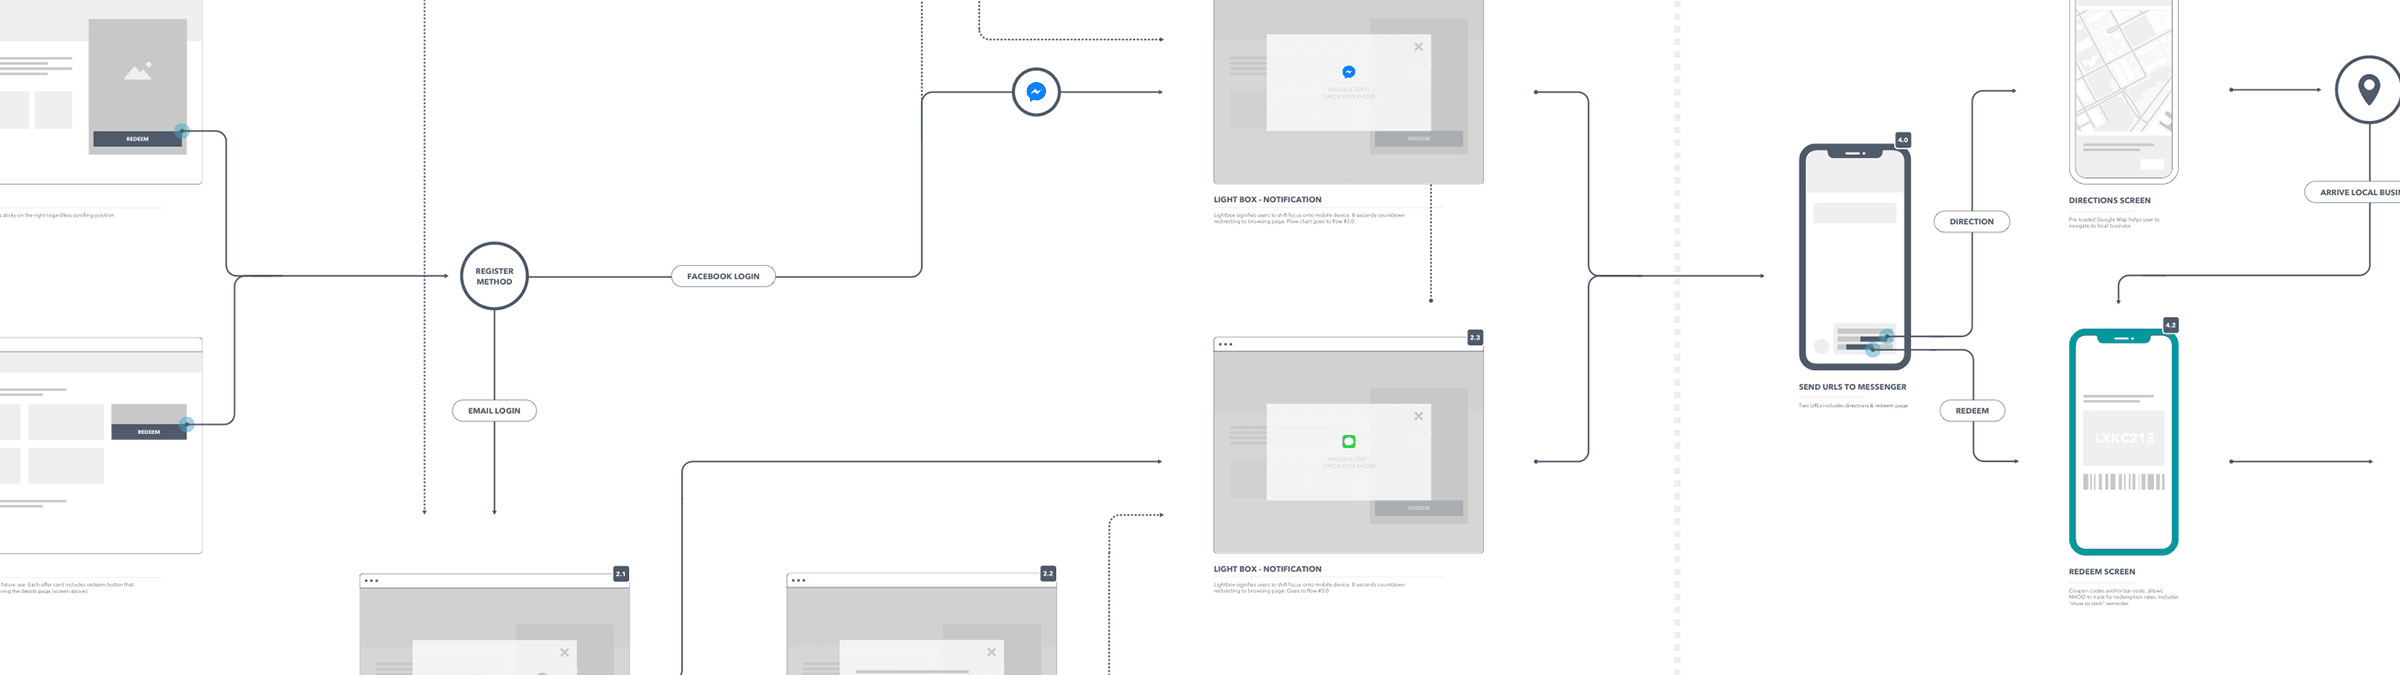 REDEEM
s sticky on the right regardless scrolling position
REDEEM
future use. Each offer card includes redeem button that
ring the details page (screen above)
REGISTER
METHOD
FACEBOOK LOGIN
EMAIL LOGIN
2.1
2.2
MESSAGE SENT!
CHECK YOUR PHONE
REDEEM
LIGHT BOX - NOTIFICATION
Lightbox signifies users to shift focus onto mobile device. 8 seconds countdown
redirecting to browsing page. Flow chart goes to flow #3.0
2.3
MESSAGE SENT!
CHECK YOUR PHONE
REDEEM
LIGHT BOX - NOTIFICATION
Lightbox signifies users to shift focus onto mobile device. 8 seconds countdown
redirecting to browsing page. Goes to flow #3.0
4.0
SEND URLS TO MESSENGER
Two URLs includes directions & redeem page
DIRECTION
REDEEM
DIRECTIONS SCREEN
Pre-loaded Google Map helps user to
navigate to local business
ARRIVE LOCAL BUSI
4.2
LXKC213
REDEEM SCREEN
Coupon codes and/or bar code, allows
to track for redemption rates. Includes
"show to clerk" reminder.